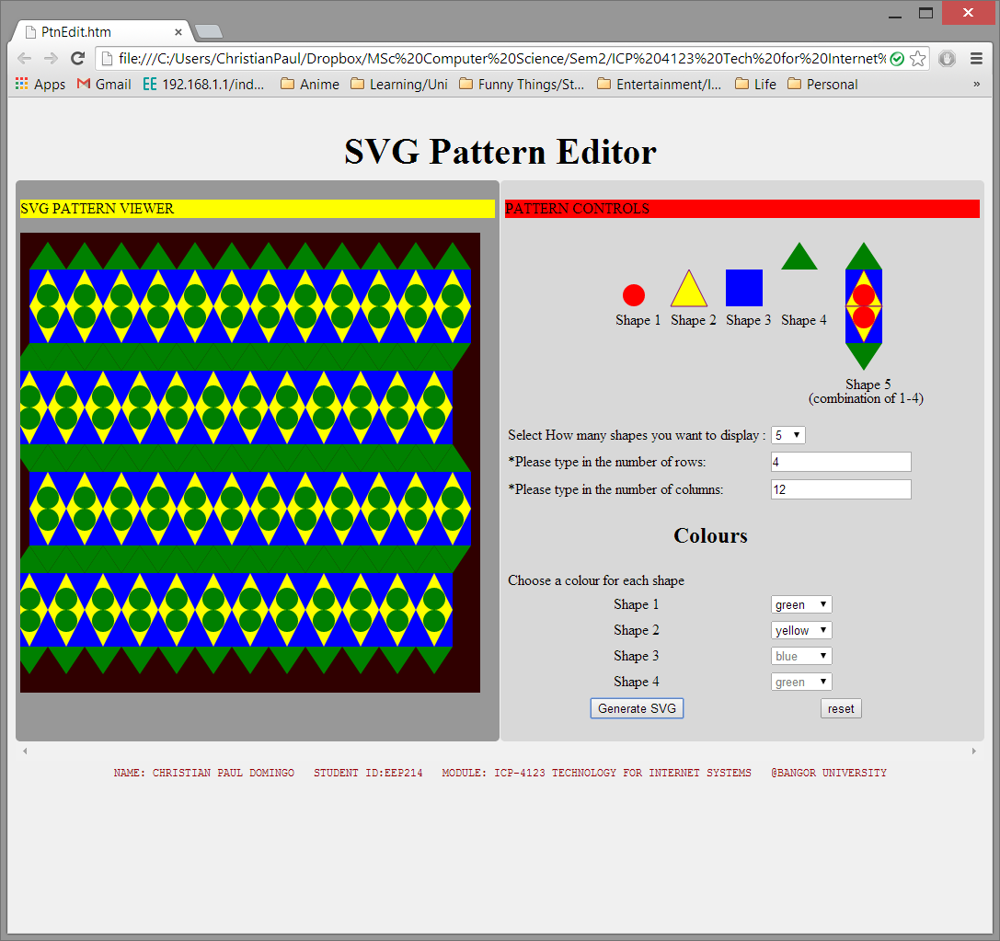 PtnEdit.htm
file:///C:/Users/ChristianPaul/Dropbox/MSc%20Computer%20Science/Sem2/ICP%204123%20Tech%20for%20Internet%
Apps Gmail 192.168.1.1/ind... Anime Learning/Uni Funny Things/St... Entertainment/I... Life Personal »
SVG Pattern Editor
SVG PATTERN VIEWER
PATTERN CONTROLS
Shape 1 Shape 2 Shape 3 Shape 4
Shape 5
(combination of 1-4)
Select How many shapes you want to display : 5
*Please type in the number of rows: 4
*Please type in the number of columns: 12
Colours
Choose a colour for each shape
Shape 1 green
Shape 2 yellow
Shape 3 blue
Shape 4 green
Generate SVG reset
NAME: CHRISTIAN PAUL DOMINGO STUDENT ID:EEP214 MODULE: ICP-4123 TECHNOLOGY FOR INTERNET SYSTEMS @BANGOR UNIVERSITY